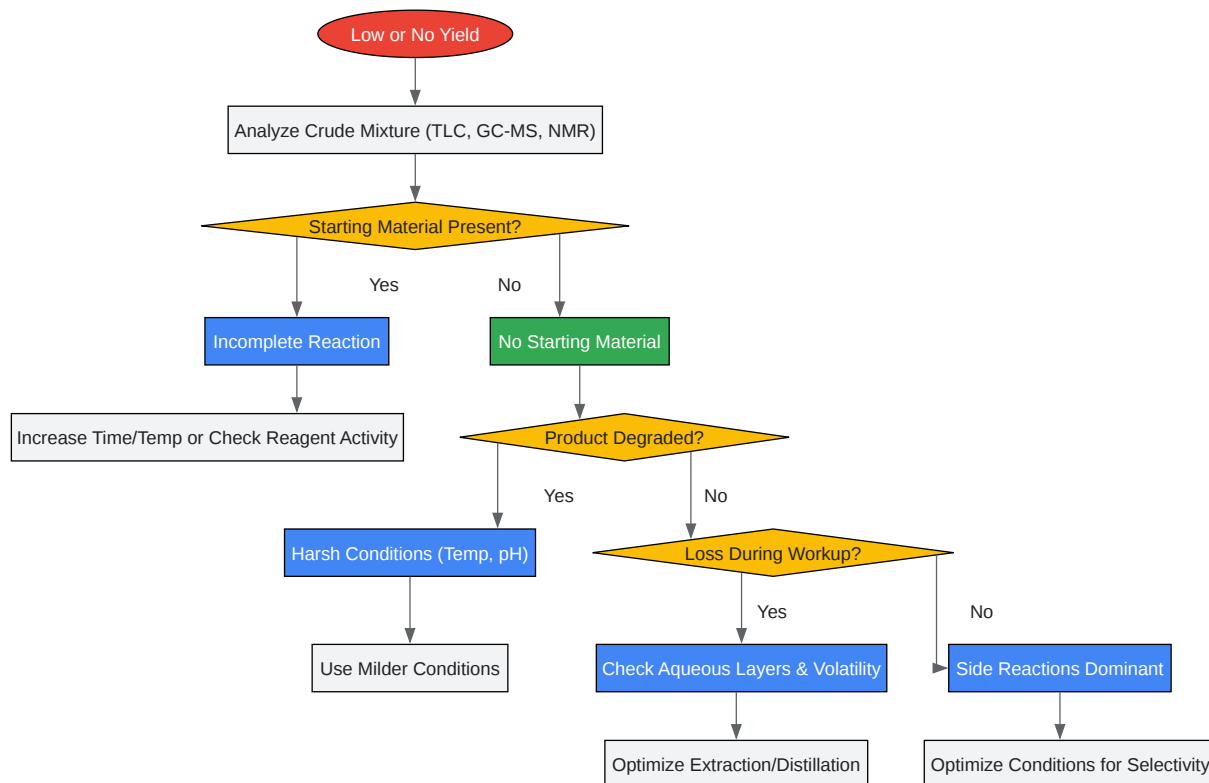 Low or No Yield
Analyze Crude Mixture (TLC, GC-MS, NMR)
Starting Material Present?
Yes
No
Incomplete Reaction
No Starting Material
Increase Time/Temp or Check Reagent Activity
Product Degraded?
Yes
No
Harsh Conditions (Temp, pH)
Loss During Workup?
Yes
No
Use Milder Conditions
Check Aqueous Layers & Volatility
Side Reactions Dominant
Optimize Extraction/Distillation
Optimize Conditions for Selectivity